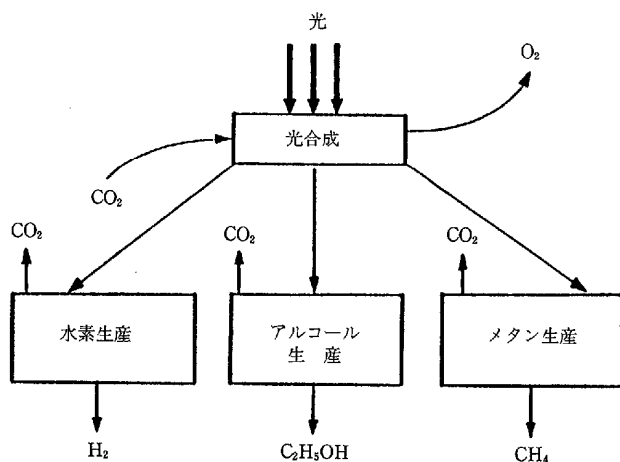 光
O₂
光合成
CO₂
CO₂
CO₂
CO₂
水素生産
アルコール
生 産
メタン生産
H₂
C₂H₅OH
CH₄